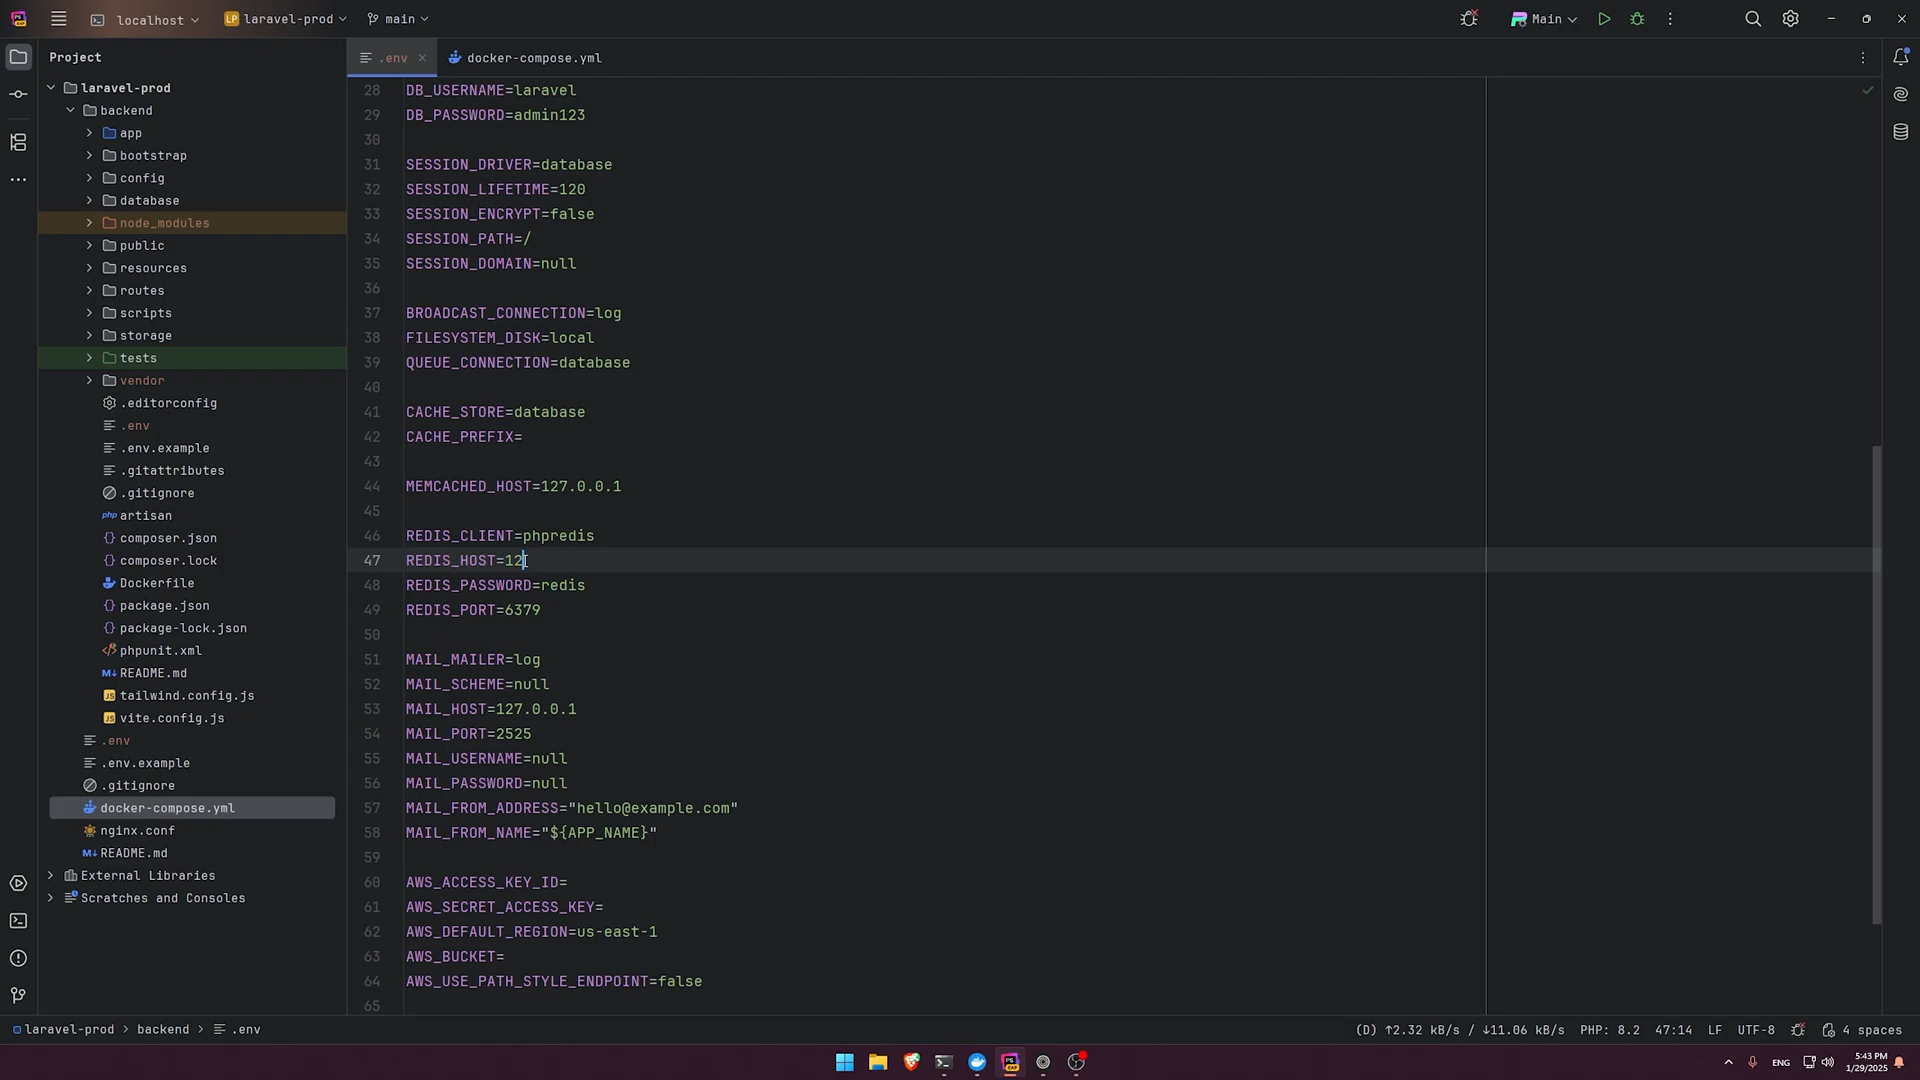 localhost
LP laravel-prod
main
Main
Project
.env
docker-compose.yml
laravel-prod
backend
app
bootstrap
config
database
node_modules
public
resources
routes
scripts
storage
tests
vendor
.editorconfig
.env
.env.example
.gitattributes
.gitignore
php artisan
composer.json
composer.lock
Dockerfile
package.json
package-lock.json
phpunit.xml
README.md
tailwind.config.js
vite.config.js
.env
.env.example
.gitignore
docker-compose.yml
nginx.conf
README.md
External Libraries
Scratches and Consoles
28 DB_USERNAME=laravel
29 DB_PASSWORD=admin123
30
31 SESSION_DRIVER=database
32 SESSION_LIFETIME=120
33 SESSION_ENCRYPT=false
34 SESSION_PATH=/
35 SESSION_DOMAIN=null
36
37 BROADCAST_CONNECTION=log
38 FILESYSTEM_DISK=local
39 QUEUE_CONNECTION=database
40
41 CACHE_STORE=database
42 CACHE_PREFIX=
43
44 MEMCACHED_HOST=127.0.0.1
45
46 REDIS_CLIENT=phpredis
47 REDIS_HOST=12
48 REDIS_PASSWORD=redis
49 REDIS_PORT=6379
50
51 MAIL_MAILER=log
52 MAIL_SCHEME=null
53 MAIL_HOST=127.0.0.1
54 MAIL_PORT=2525
55 MAIL_USERNAME=null
56 MAIL_PASSWORD=null
57 MAIL_FROM_ADDRESS="hello@example.com"
58 MAIL_FROM_NAME="${APP_NAME}"
59
60 AWS_ACCESS_KEY_ID=
61 AWS_SECRET_ACCESS_KEY=
62 AWS_DEFAULT_REGION=us-east-1
63 AWS_BUCKET=
64 AWS_USE_PATH_STYLE_ENDPOINT=false
65
laravel-prod > backend > .env
(D) ↑2.32 kB/s / ↓11.06 kB/s PHP: 8.2 47:14 LF UTF-8 4 spaces
ENG
5:43 PM
1/29/2025